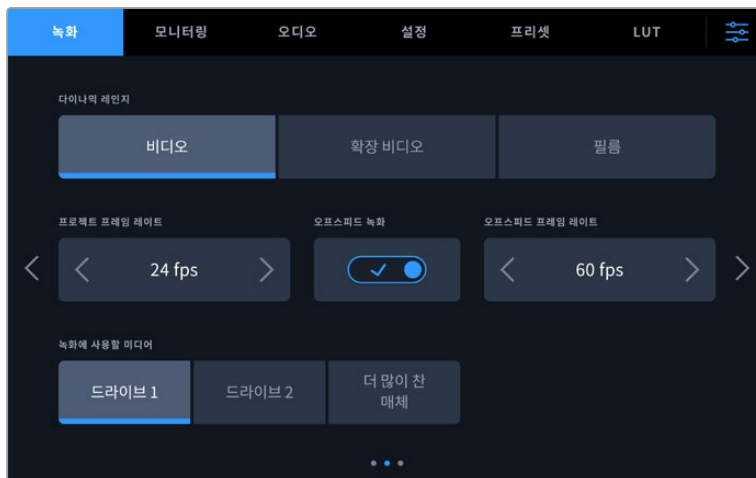 녹화 모니터링 오디오 설정 프리셋 LUT
다이나믹 레인지
비디오 확장 비디오 필름
프로젝트 프레임 레이트 오프스피드 녹화 오프스피드 프레임 레이트
24 fps 60 fps
녹화에 사용할 미디어
드라이브 1 드라이브 2 더 많이 찬
매체